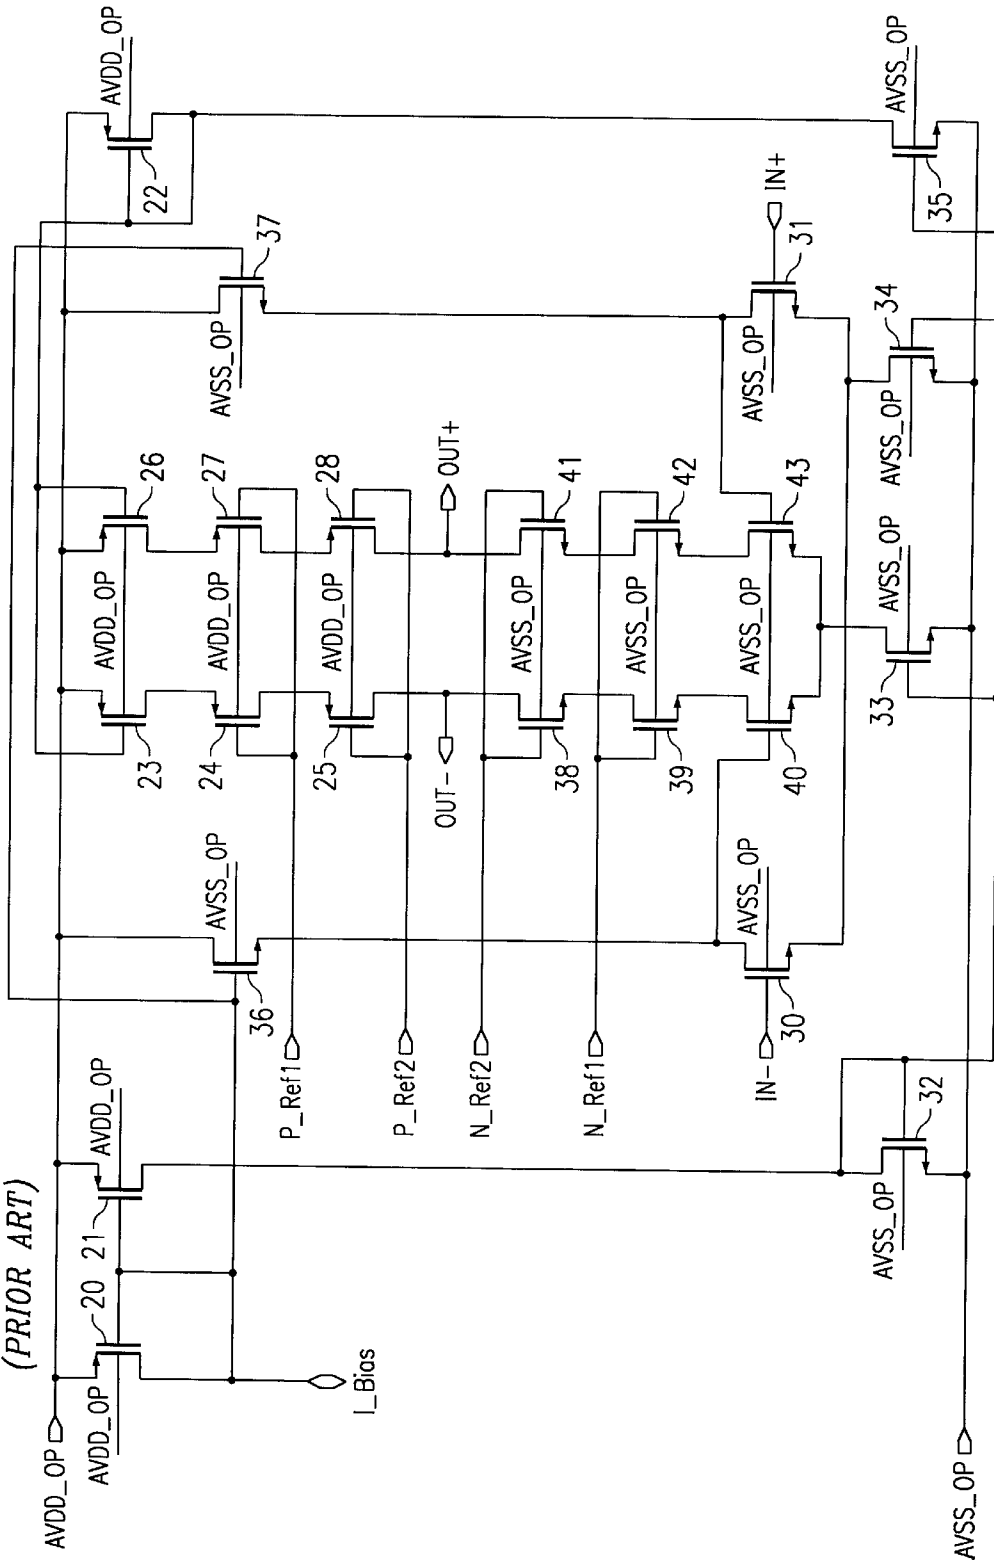 (PRIOR ART)
AVDD_OP
AVDD_OP
20
21
AVDD_OP
23
AVDD_OP
26
22
AVDD_OP
I_Bias
36
AVSS_OP
24
AVDD_OP
27
AVSS_OP
37
P_Ref1
25
AVDD_OP
28
P_Ref2
OUT-
OUT+
N_Ref2
38
AVSS_OP
41
N_Ref1
39
AVSS_OP
42
IN-
30
AVSS_OP
40
AVSS_OP
43
AVSS_OP
31
IN+
AVSS_OP
32
33
AVSS_OP
AVSS_OP
34
35
AVSS_OP
AVSS_OP